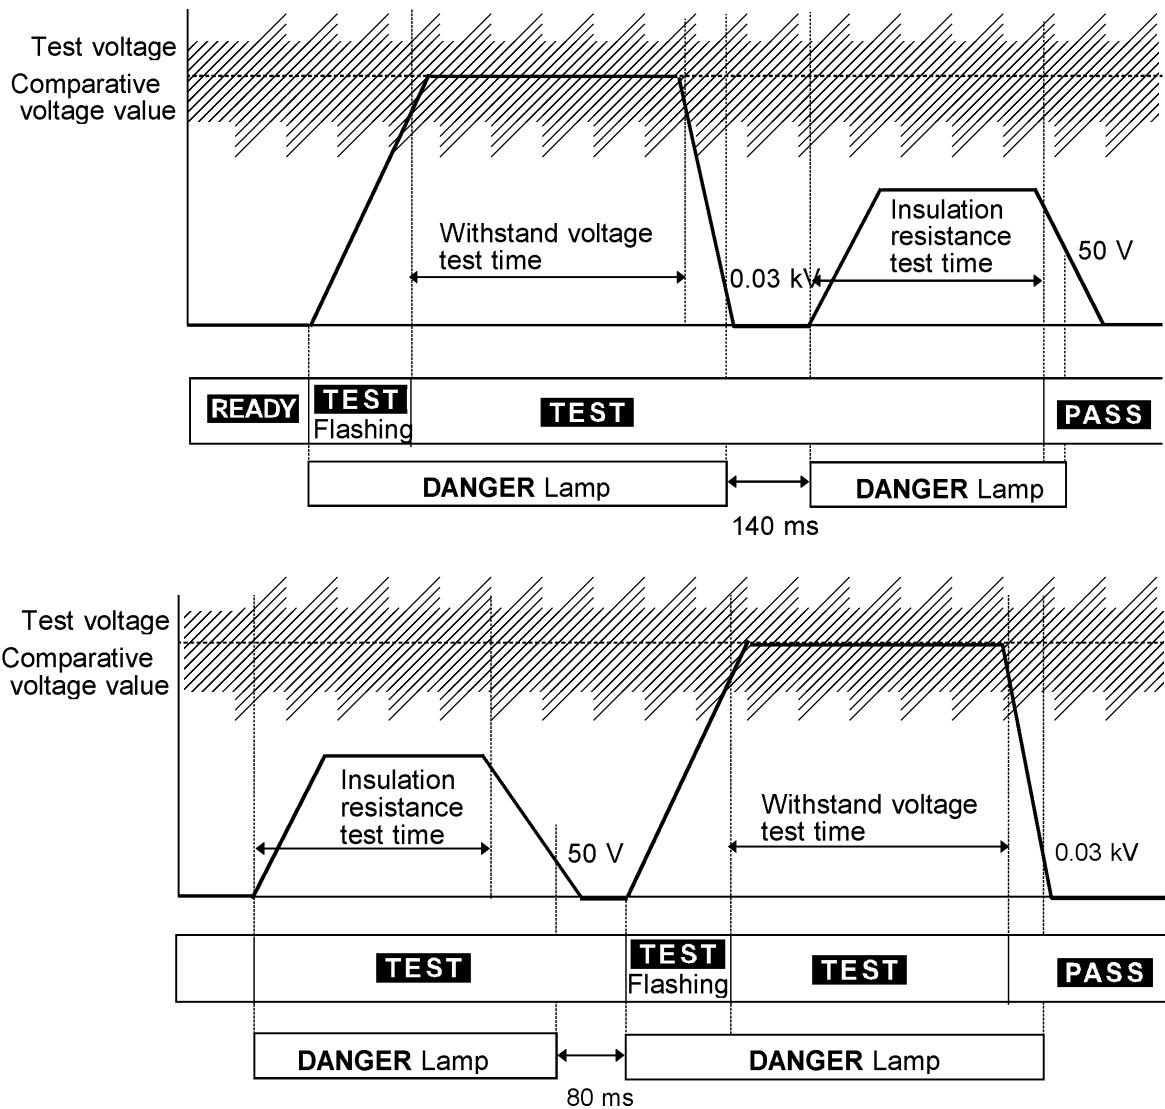 Test voltage
Comparative
voltage value
Withstand voltage
test time
0.03 kV
Insulation
resistance
test time
50 V
READY
TEST
Flashing
TEST
PASS
DANGER Lamp
DANGER Lamp
140 ms
Test voltage
Comparative
voltage value
Insulation
resistance
test time
50 V
Withstand voltage
test time
0.03 kV
TEST
TEST
Flashing
TEST
PASS
DANGER Lamp
DANGER Lamp
80 ms